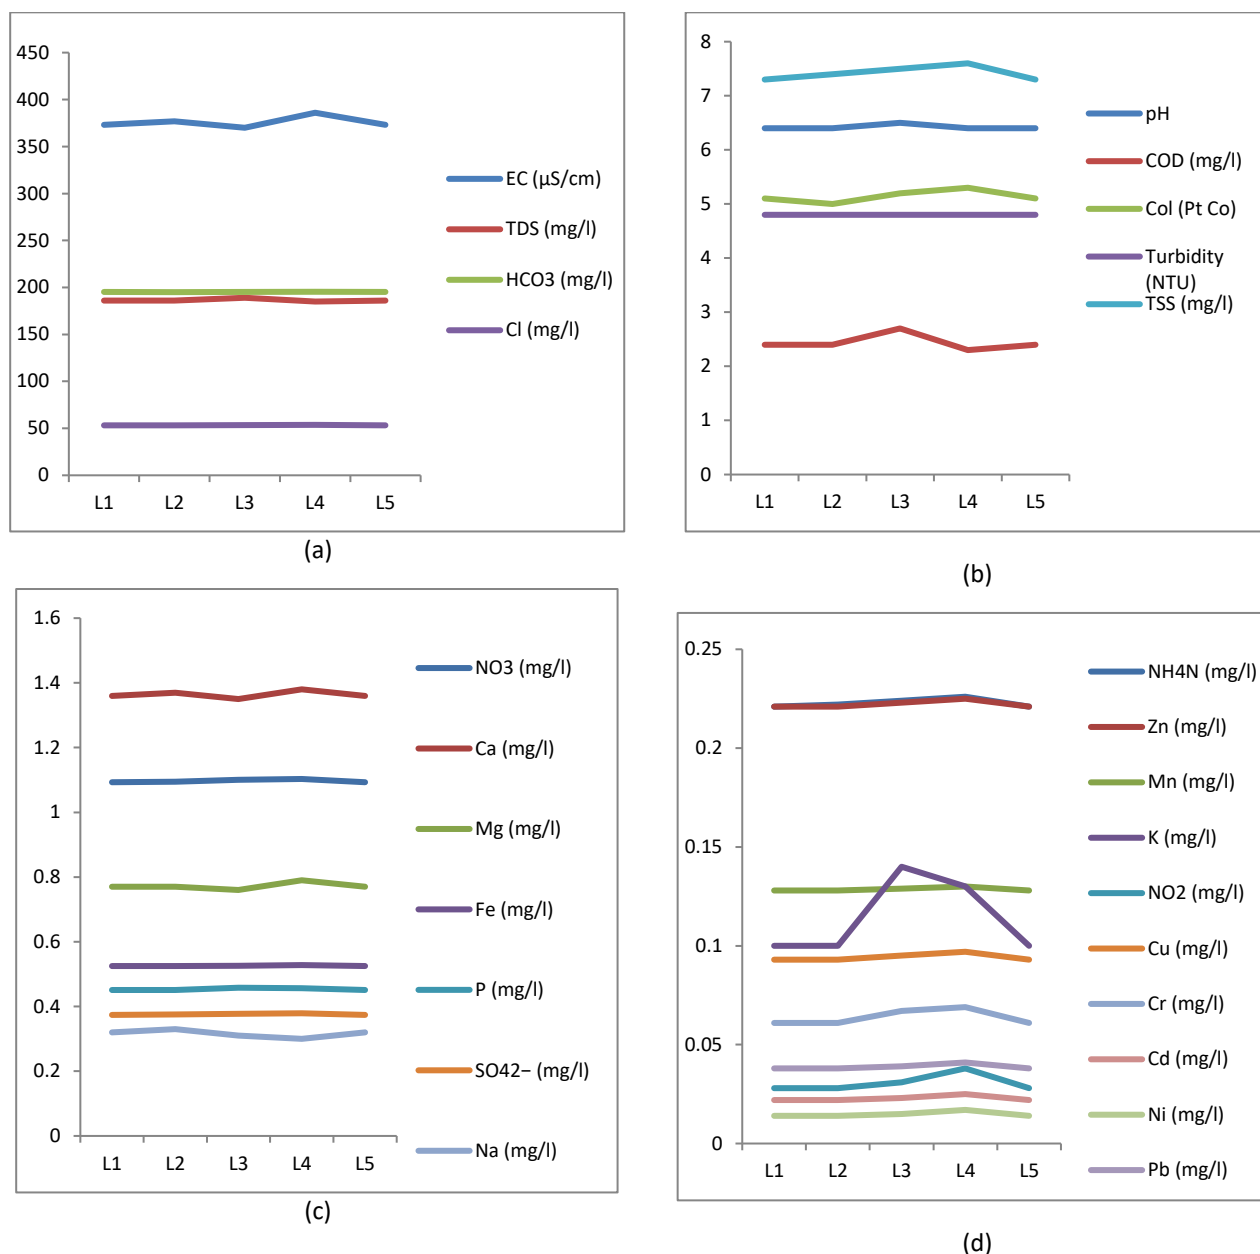 450
400
350
300
250
200
150
100
50
0
L1 L2 L3 L4 L5
EC (µS/cm)
TDS (mg/l)
HCO3 (mg/l)
Cl (mg/l)
(a)
8
7
6
5
4
3
2
1
0
L1 L2 L3 L4 L5
pH
COD (mg/l)
Col (Pt Co)
Turbidity
(NTU)
TSS (mg/l)
(b)
1.6
1.4
1.2
1
0.8
0.6
0.4
0.2
0
L1 L2 L3 L4 L5
NO3 (mg/l)
Ca (mg/l)
Mg (mg/l)
Fe (mg/l)
P (mg/l)
SO42− (mg/l)
Na (mg/l)
(c)
0.25
0.2
0.15
0.1
0.05
0
L1 L2 L3 L4 L5
NH4N (mg/l)
Zn (mg/l)
Mn (mg/l)
K (mg/l)
NO2 (mg/l)
Cu (mg/l)
Cr (mg/l)
Cd (mg/l)
Ni (mg/l)
Pb (mg/l)
(d)